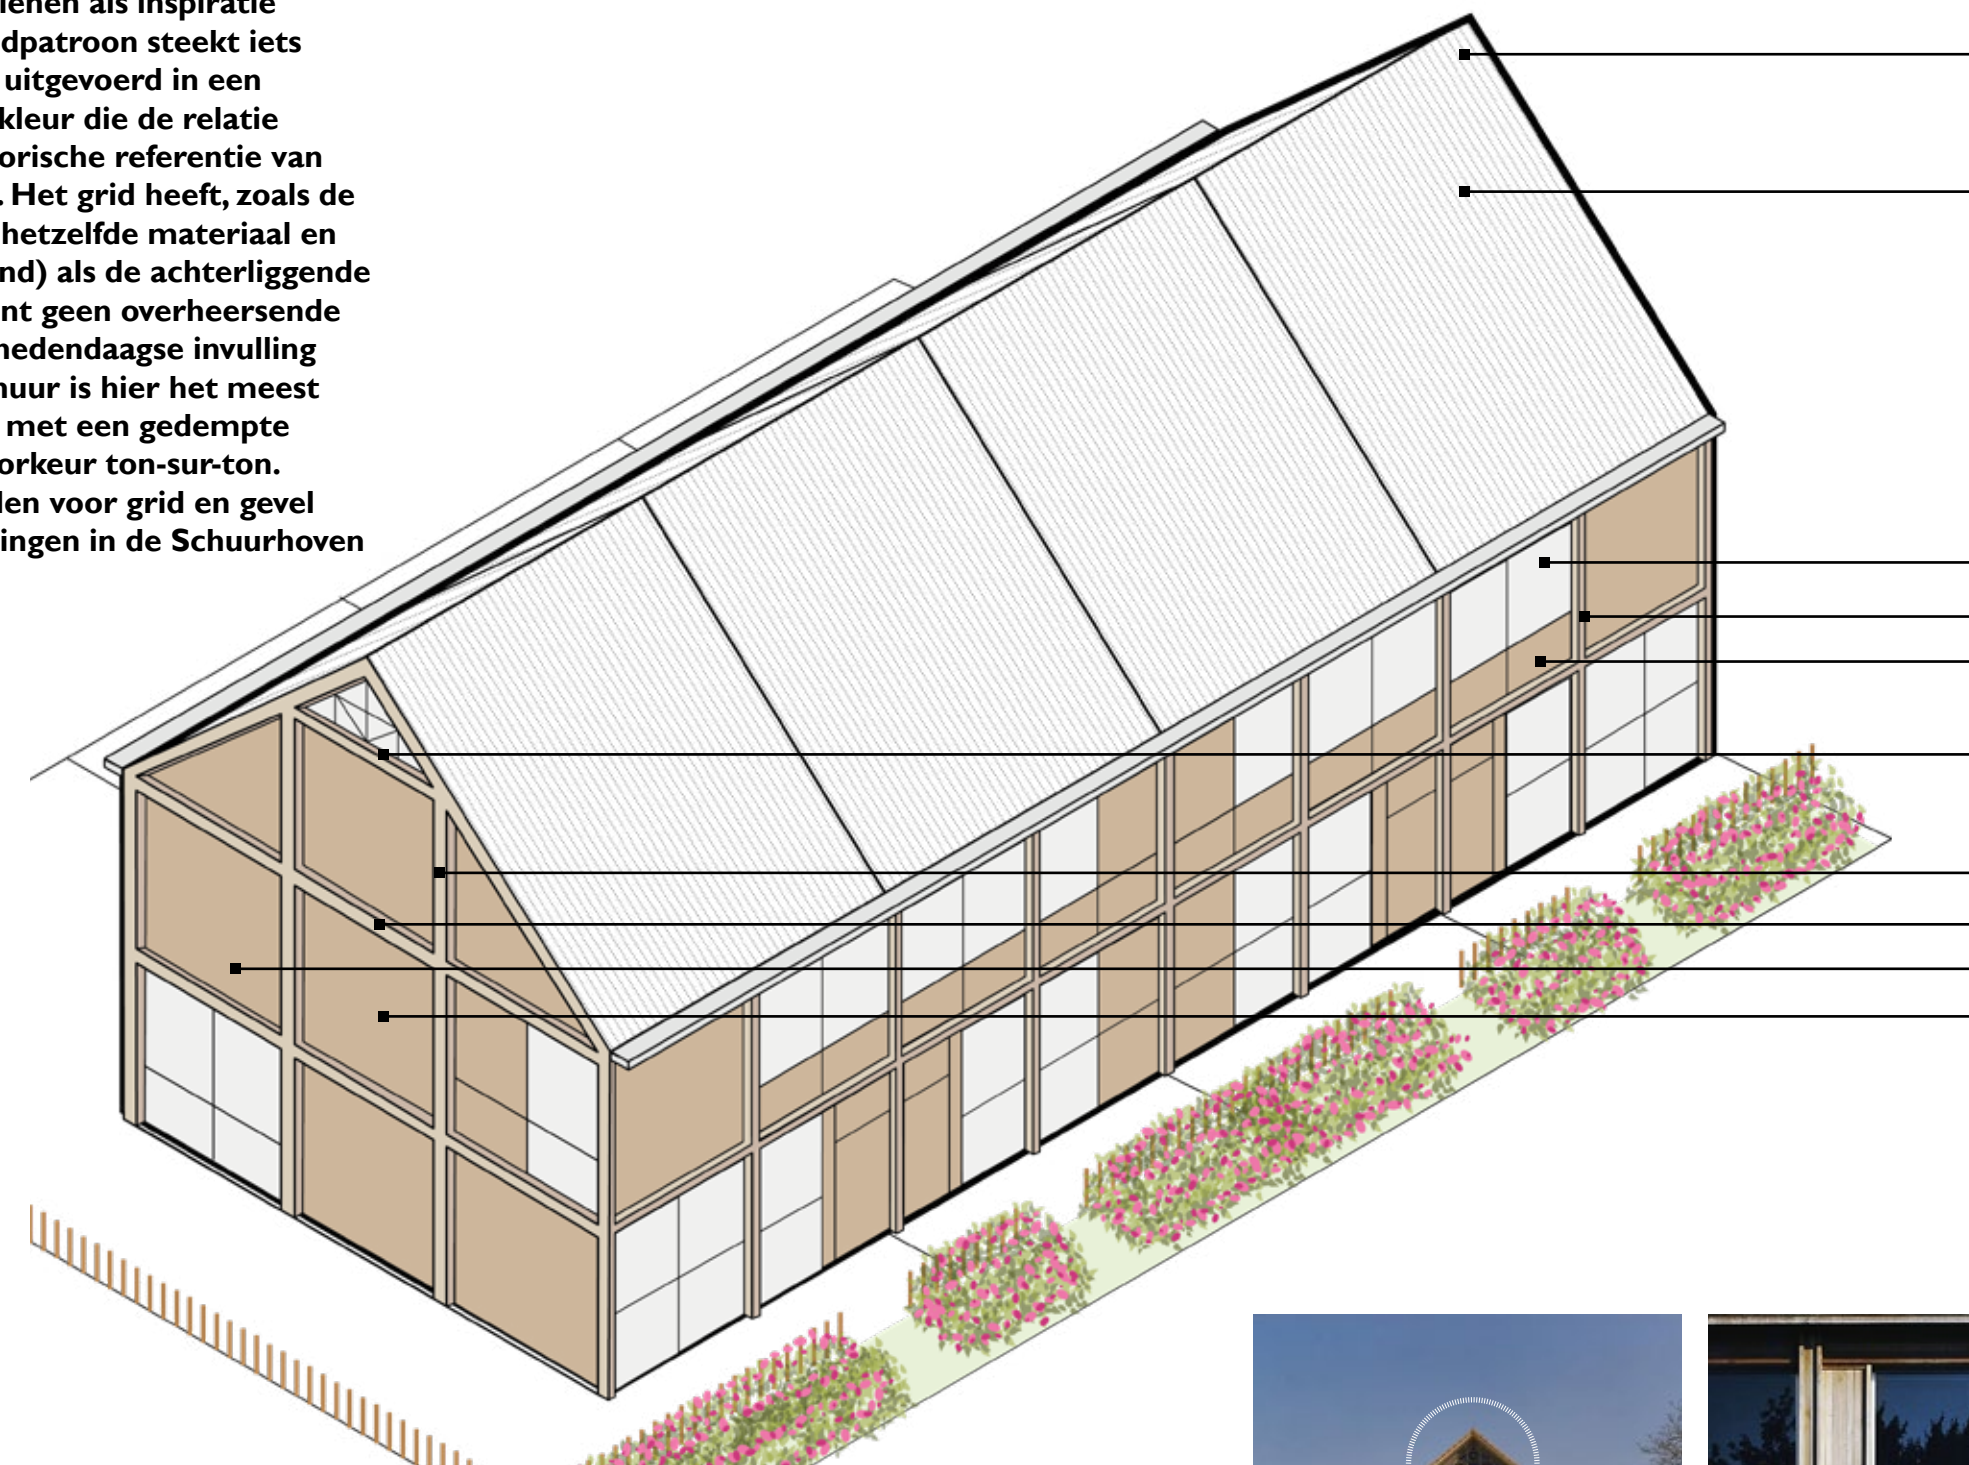 ienen als inspiratie
dpatroon steekt iets
uitgevoerd in een
kleur die de relatie
orische referentie van
. Het grid heeft, zoals de
hetzelfde materiaal en
nd) als de achterliggende
nt geen overheersende
hedendaagse invulling
huur is hier het meest
met een gedempte
orkeur ton-sur-ton.
len voor grid en gevel
ingen in de Schuurhoven